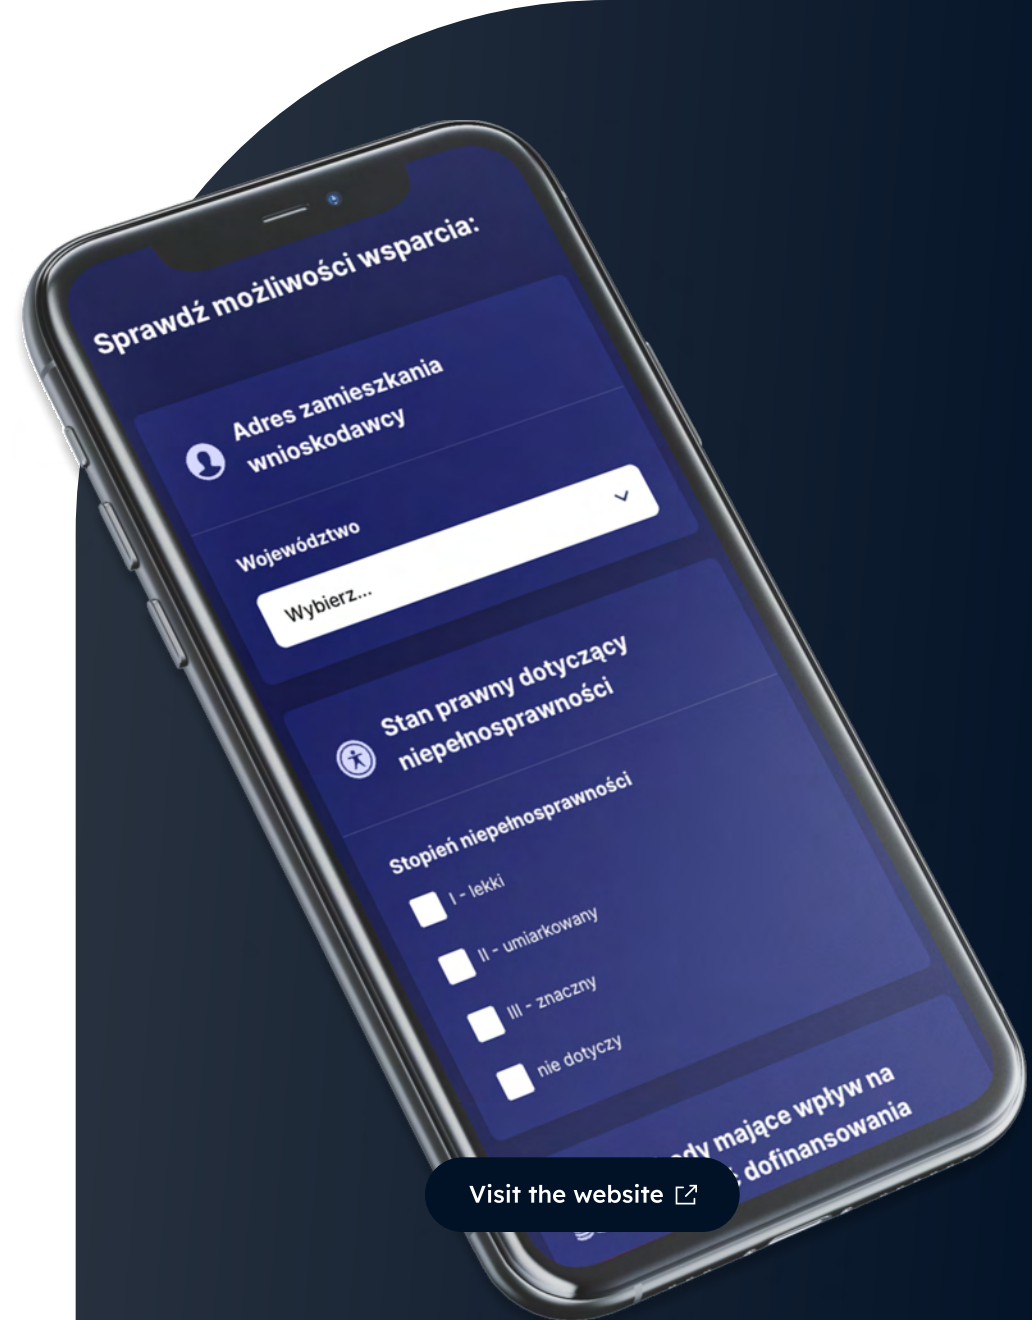 Sprawdź możliwości wsparcia:
Adres zamieszkania
wnioskodawcy
Województwo
Wybierz...
Stan prawny dotyczący
niepełnosprawności
Stopień niepełnosprawności
I - lekki
II - umiarkowany
III - znaczny
nie dotyczy
mające wpływ na
dofinansowania
Visit the website